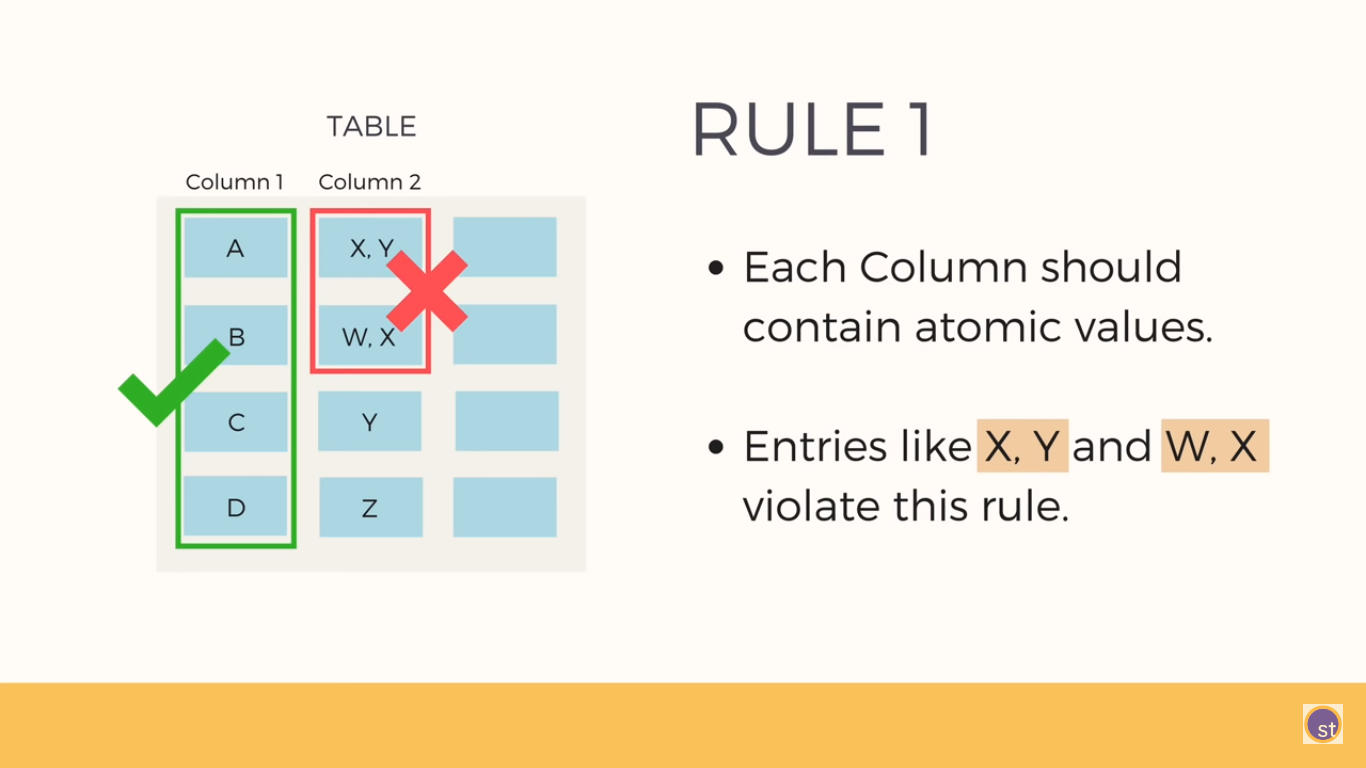 TABLE
Column 1 Column 2
A X, Y
B W, X
C Y
D Z
RULE 1
• Each Column should
contain atomic values.
• Entries like X, Y and W, X
violate this rule.
st